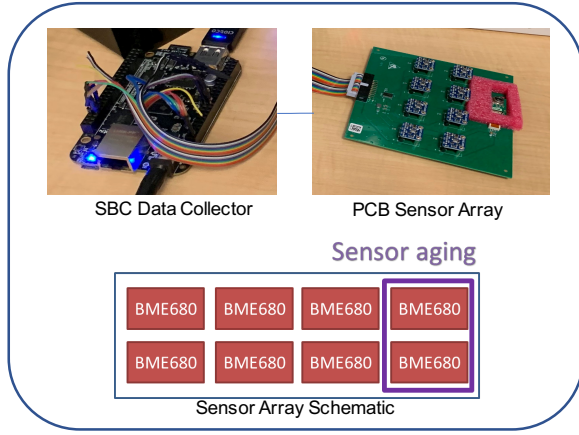 SBC Data Collector
PCB Sensor Array
Sensor aging
BME680 BME680 BME680 BME680
BME680 BME680 BME680 BME680
Sensor Array Schematic